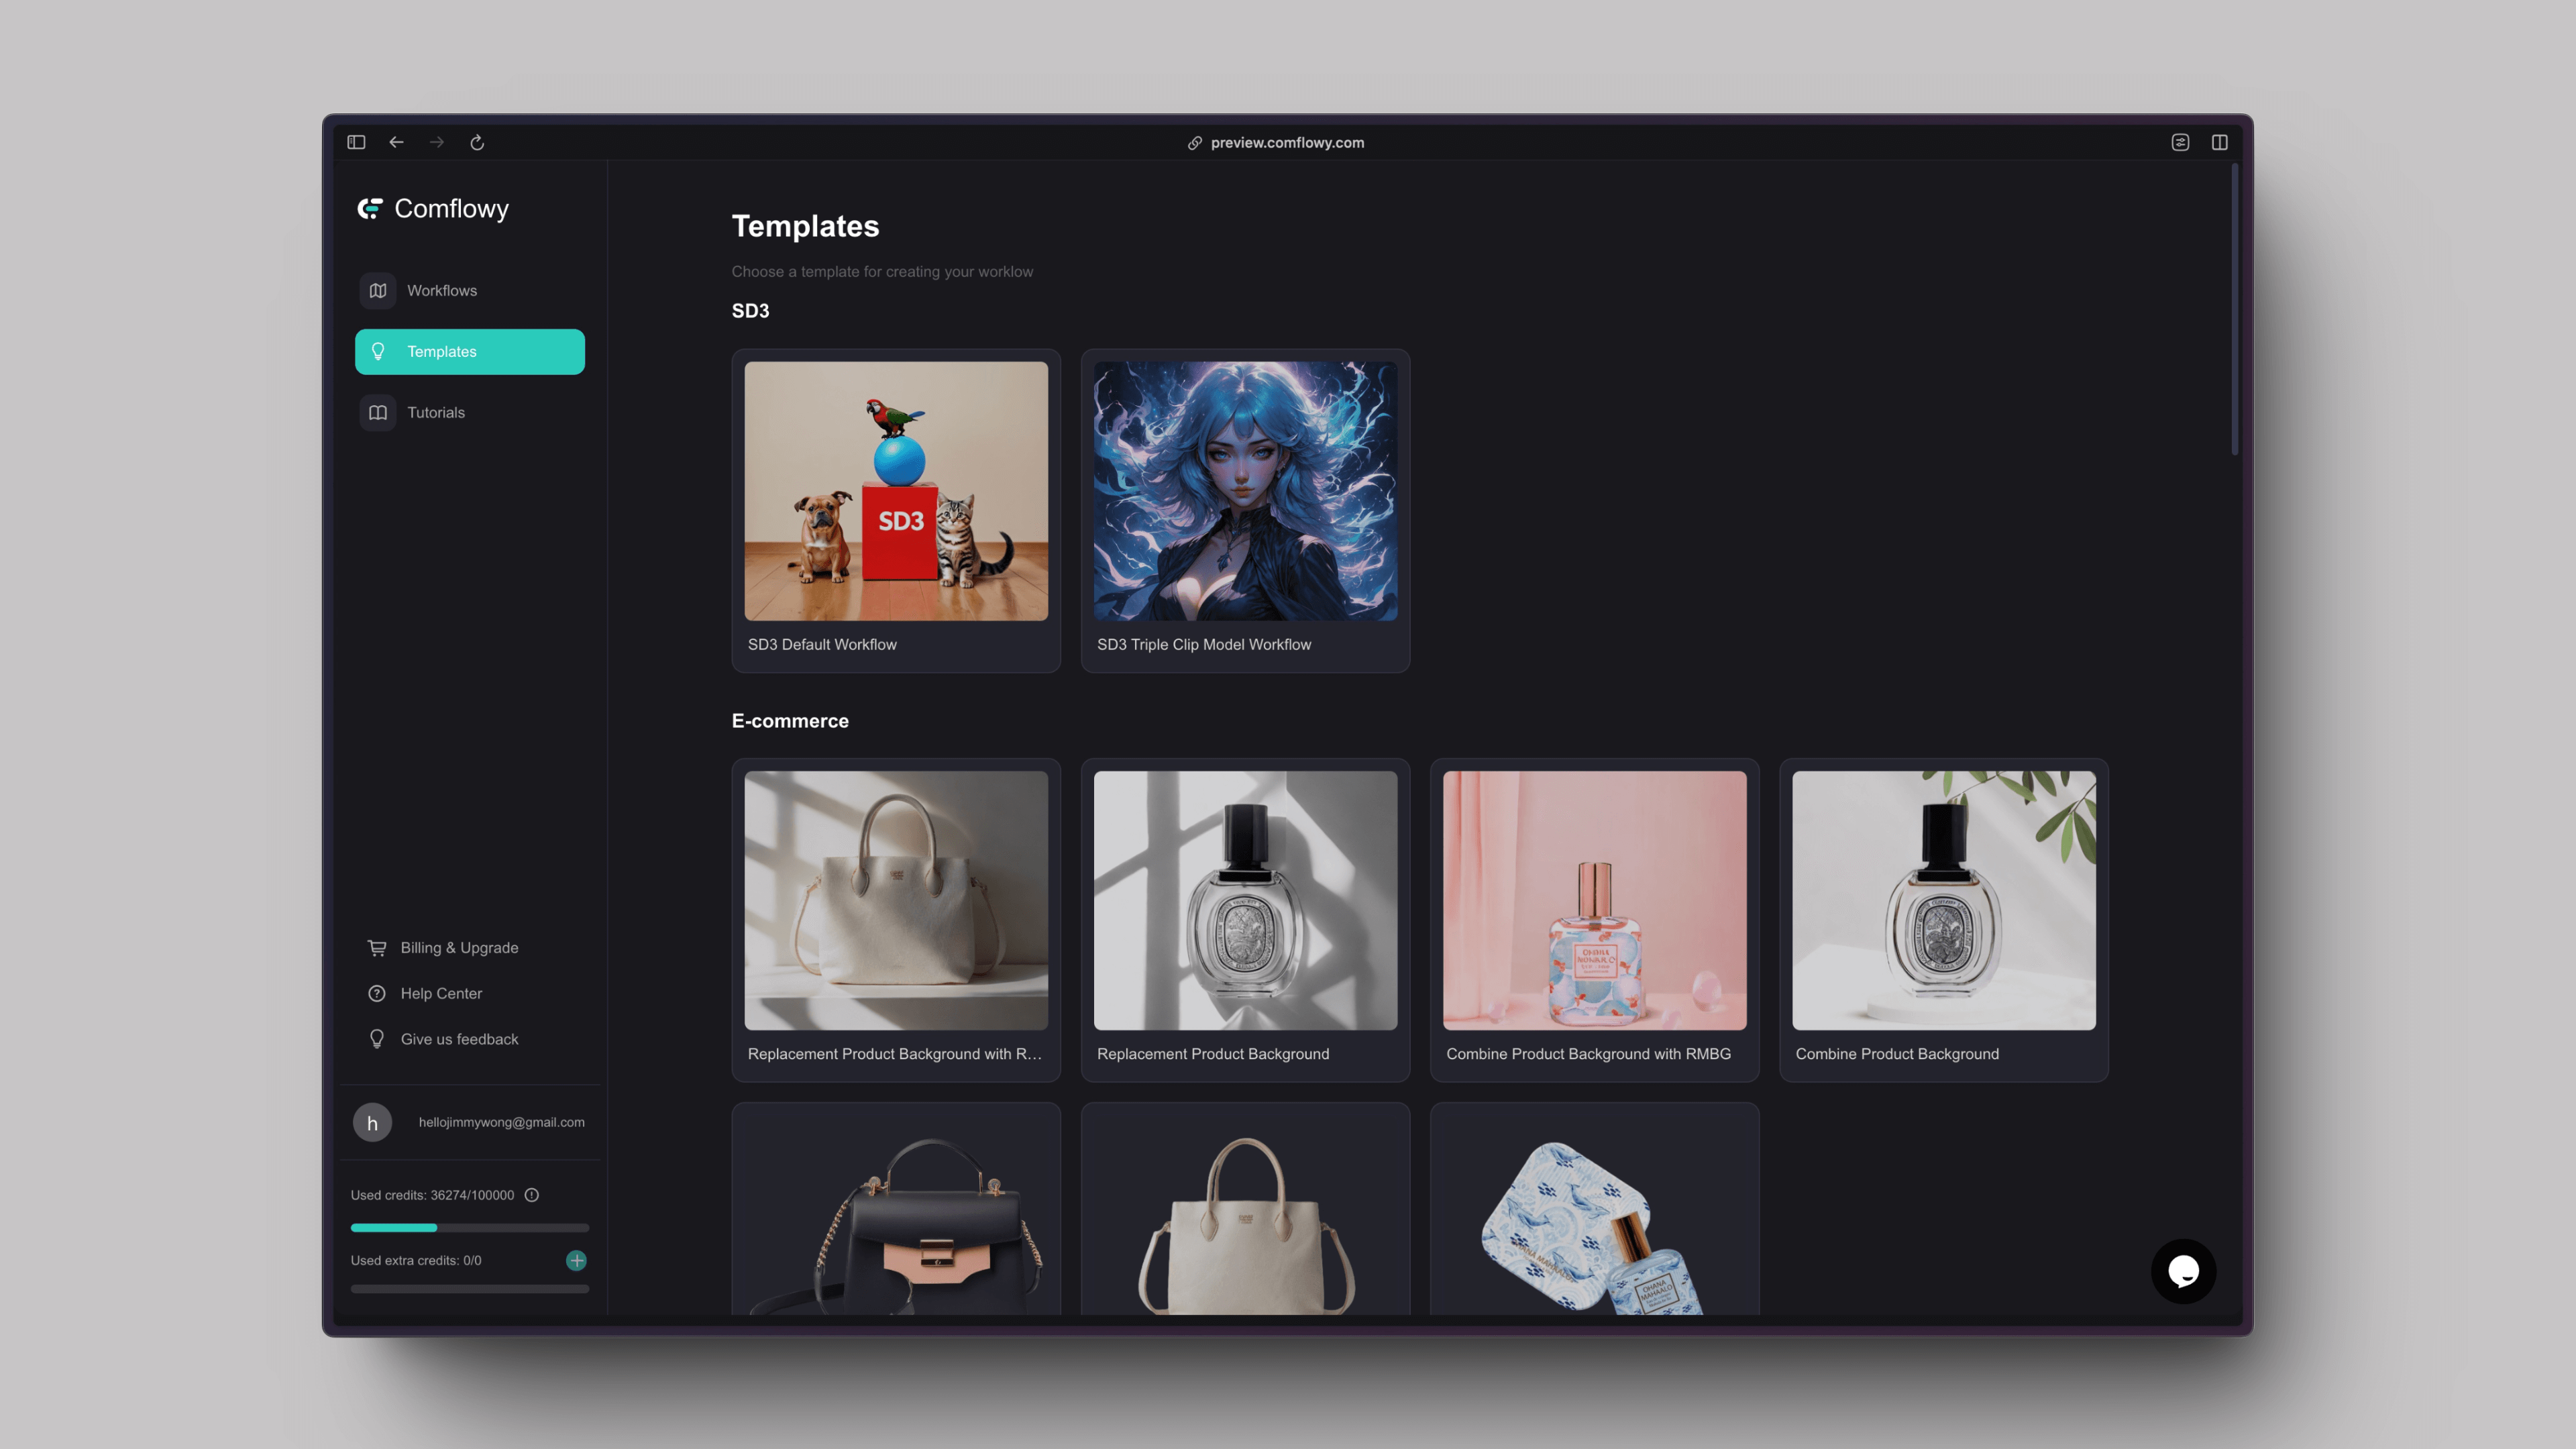 preview.comflowy.com
Comflowy
Workflows
Templates
Tutorials
Billing & Upgrade
Help Center
Give us feedback
h
hellojimmywong@gmail.com
Used credits: 36274/100000
Used extra credits: 0/0
Templates
Choose a template for creating your worklow
SD3
SD3
SD3 Default Workflow
SD3 Triple Clip Model Workflow
E-commerce
Replacement Product Background with R...
Replacement Product Background
Combine Product Background with RMBG
Combine Product Background
OHANA
MAHAALO